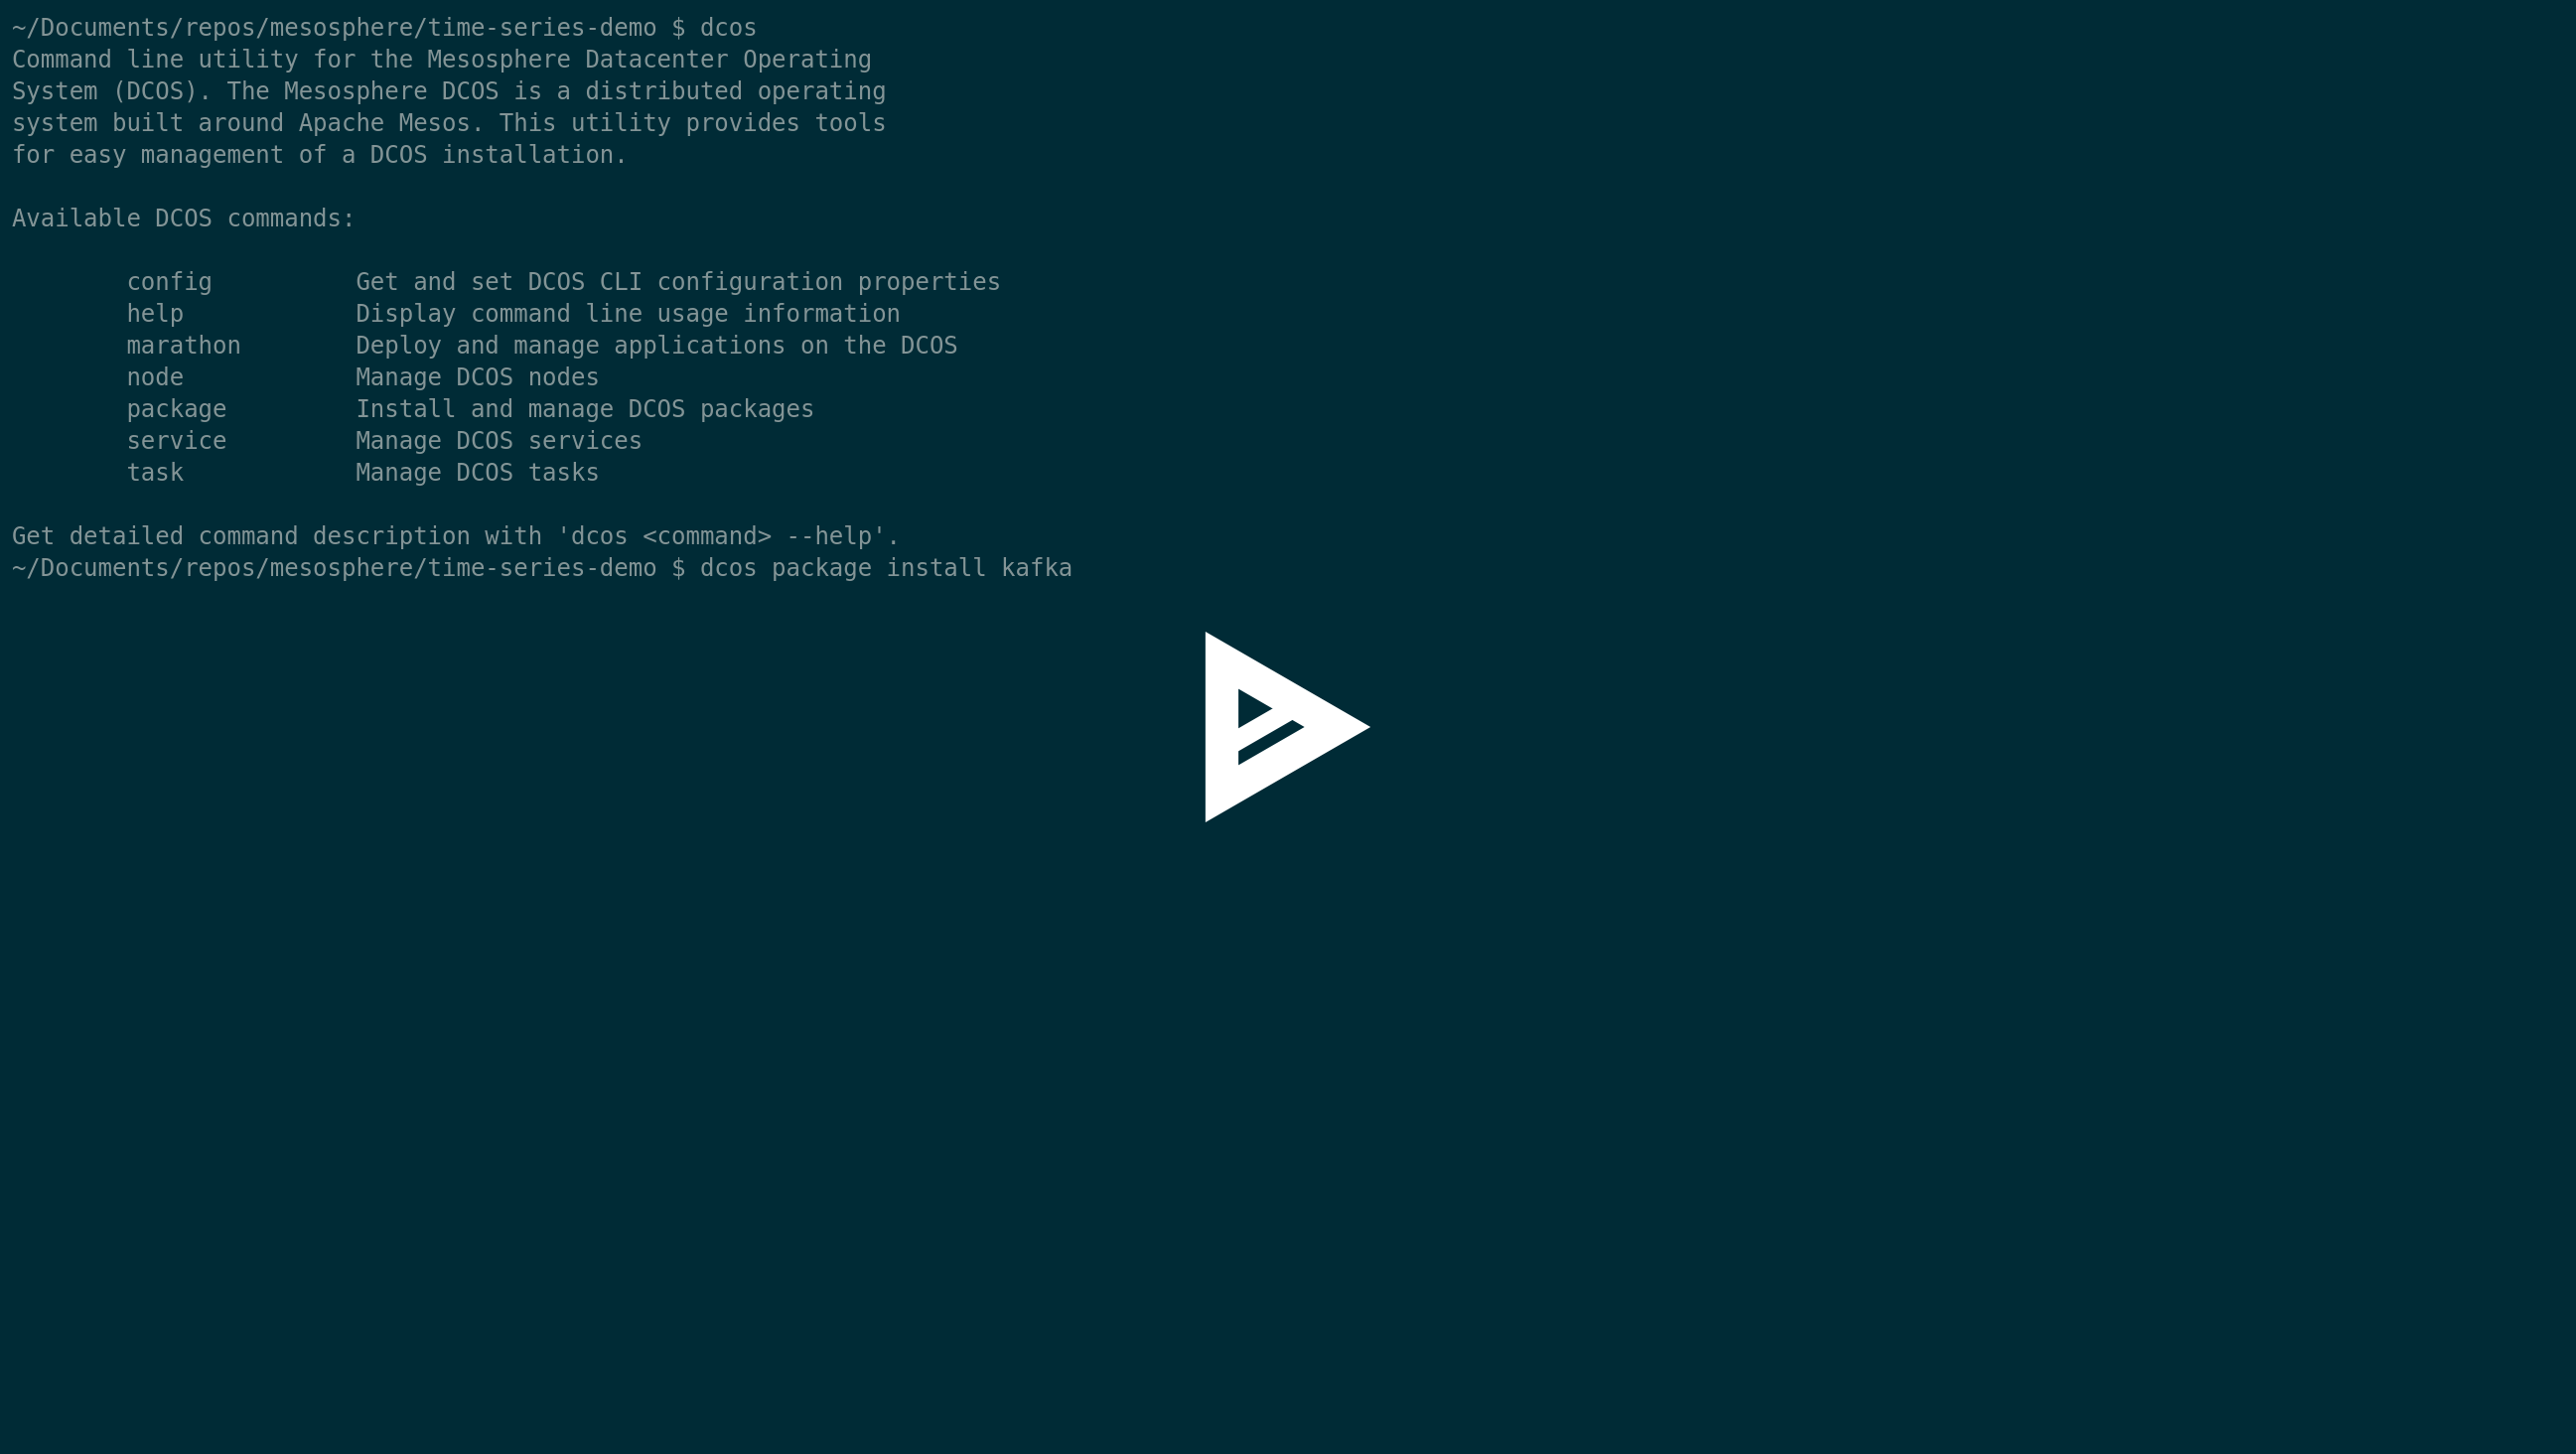 ~/Documents/repos/mesosphere/time-series-demo $ dcos
Command line utility for the Mesosphere Datacenter Operating
System (DCOS). The Mesosphere DCOS is a distributed operating
system built around Apache Mesos. This utility provides tools
for easy management of a DCOS installation.

Available DCOS commands:

        config          Get and set DCOS CLI configuration properties
        help            Display command line usage information
        marathon        Deploy and manage applications on the DCOS
        node            Manage DCOS nodes
        package         Install and manage DCOS packages
        service         Manage DCOS services
        task            Manage DCOS tasks

Get detailed command description with 'dcos <command> --help'.
~/Documents/repos/mesosphere/time-series-demo $ dcos package install kafka